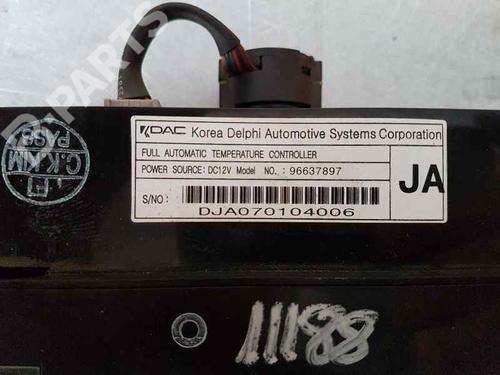 KDAC Korea Delphi Automotive Systems Corporation
FULL AUTOMATIC TEMPERATURE CONTROLLER
POWER SOURCE: DC12V Model NO. : 96637897
JA
S/NO :
DJA070104006
C.K.KIM
11188
B-PARTS